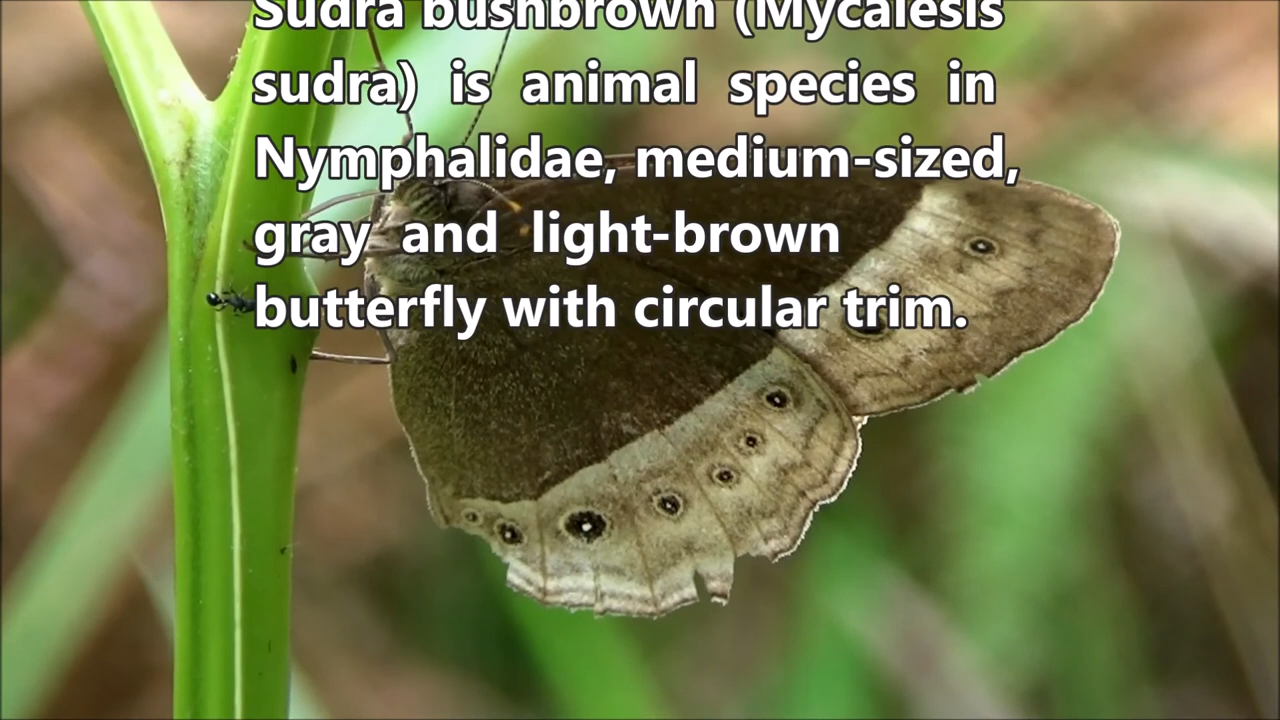 Sudra bushbrown (Mycalesis
sudra) is animal species in
Nymphalidae, medium-sized,
gray and light-brown
butterfly with circular trim.